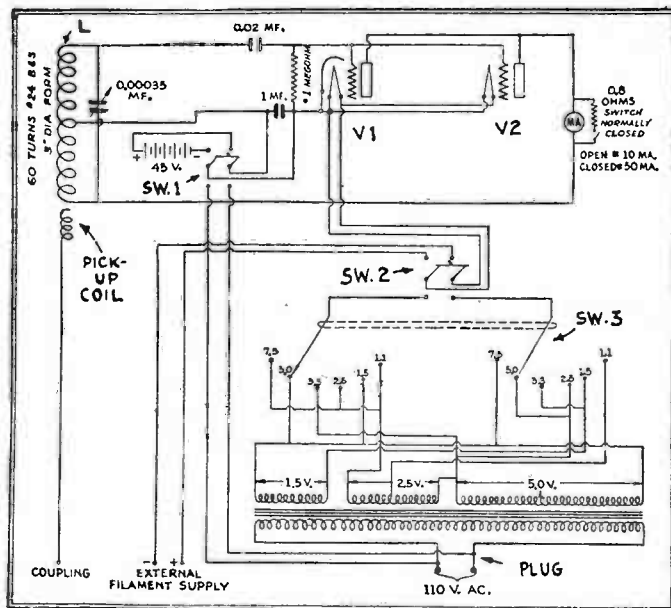 L
0.02 MF.
60 TURNS #24 B&S
3" DIA FORM
0.00035
MF.
1 MEGOHM
1 MF.
V1
V2
MA
0.8
OHMS
SWITCH
NORMALLY
CLOSED
OPEN = 10 MA.
CLOSED = 50 MA.
+
-
45 V.
SW.1
PICK-
UP
COIL
SW.2
SW.3
7.5
5.0
3.3
2.5
1.5
1.1
7.5
5.0
3.3
2.5
1.5
1.1
1.5 V.
2.5 V.
5.0 V.
- +
COUPLING
EXTERNAL
FILAMENT SUPPLY
PLUG
110 V. AC.